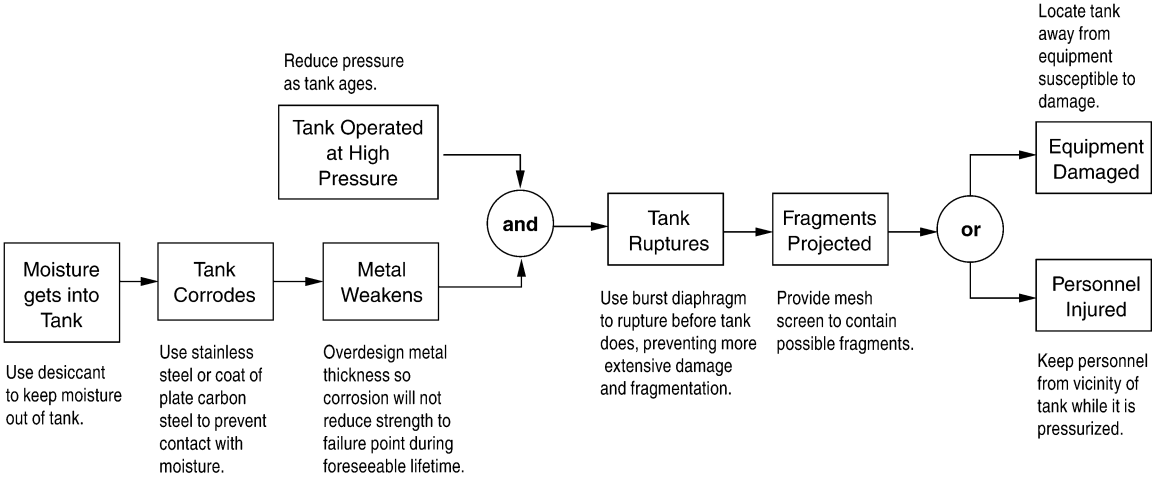 Locate tank
away from
equipment
susceptible to
damage.
Reduce pressure
as tank ages.
Tank Operated
at High
Pressure
Equipment
Damaged
and
Tank
Ruptures
Fragments
Projected
or
Moisture
gets into
Tank
Tank
Corrodes
Metal
Weakens
Personnel
Injured
Use desiccant
to keep moisture
out of tank.
Use stainless
steel or coat of
plate carbon
steel to prevent
contact with
moisture.
Overdesign metal
thickness so
corrosion will not
reduce strength to
failure point during
foreseeable lifetime.
Use burst diaphragm
to rupture before tank
does, preventing more
extensive damage
and fragmentation.
Provide mesh
screen to contain
possible fragments.
Keep personnel
from vicinity of
tank while it is
pressurized.